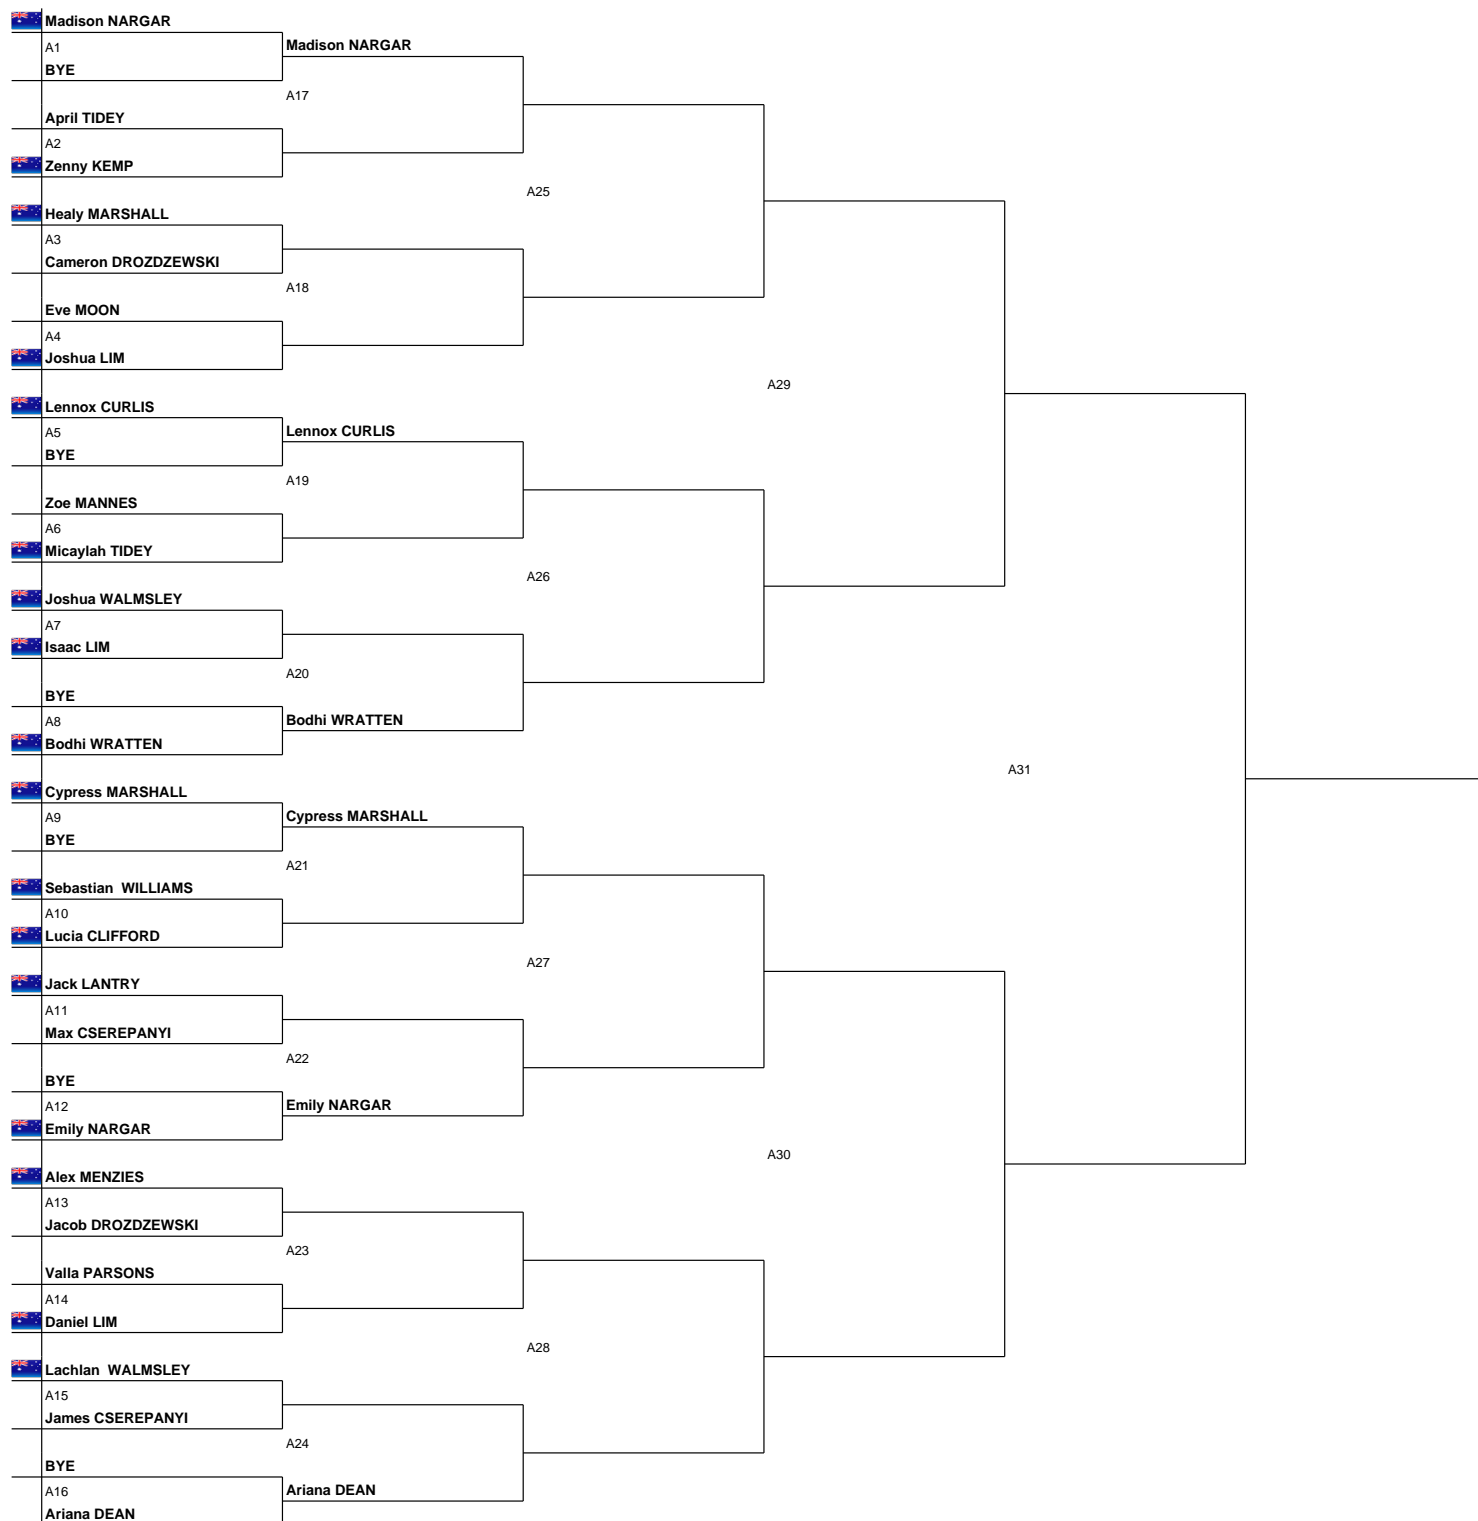 Madison NARGAR
A1
Madison NARGAR
BYE
A17
April TIDEY
A2
Zenny KEMP
A25
Healy MARSHALL
A3
Cameron DROZDZEWSKI
A18
Eve MOON
A4
Joshua LIM
A29
Lennox CURLIS
A5
Lennox CURLIS
BYE
A19
Zoe MANNES
A6
Micaylah TIDEY
A26
Joshua WALMSLEY
A7
Isaac LIM
A20
BYE
A8
Bodhi WRATTEN
Bodhi WRATTEN
A31
Cypress MARSHALL
A9
Cypress MARSHALL
BYE
A21
Sebastian  WILLIAMS
A10
Lucia CLIFFORD
A27
Jack LANTRY
A11
Max CSEREPANYI
A22
BYE
A12
Emily NARGAR
Emily NARGAR
A30
Alex MENZIES
A13
Jacob DROZDZEWSKI
A23
Valla PARSONS
A14
Daniel LIM
A28
Lachlan  WALMSLEY
A15
James CSEREPANYI
A24
BYE
A16
Ariana DEAN
Ariana DEAN